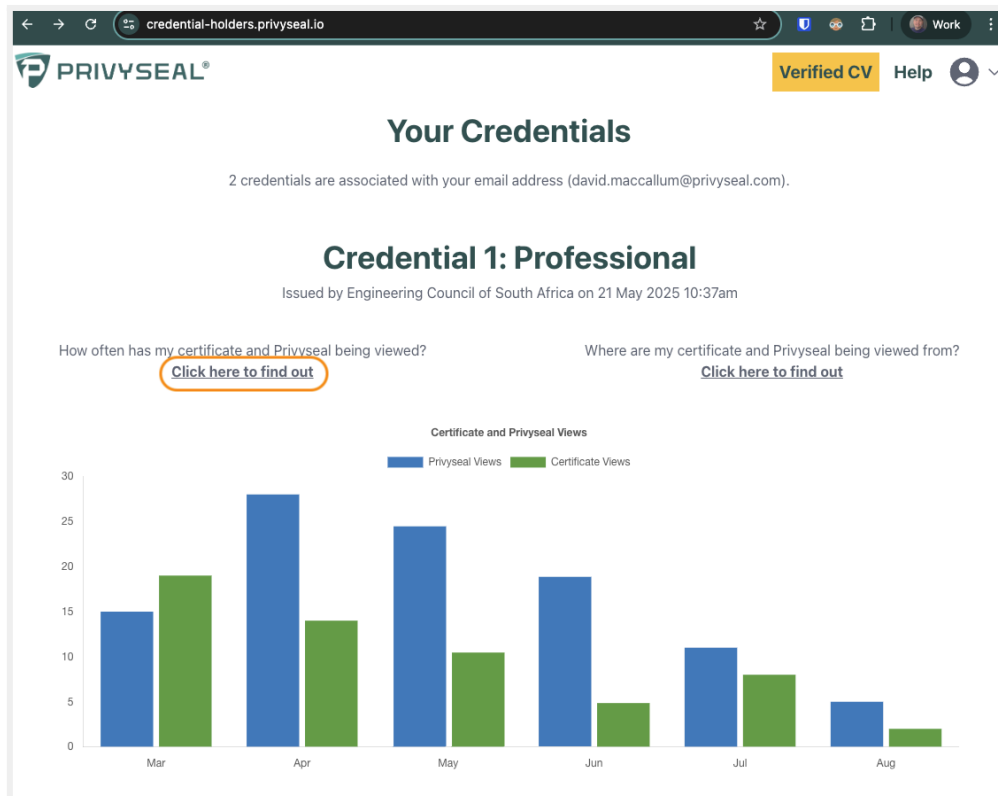 credential-holders.privyseal.io
Work
PRIVYSEAL®
Verified CV
Help
Your Credentials
2 credentials are associated with your email address (david.maccallum@privyseal.com).
Credential 1: Professional
Issued by Engineering Council of South Africa on 21 May 2025 10:37am
How often has my certificate and Privyseal being viewed?
Click here to find out
Where are my certificate and Privyseal being viewed from?
Click here to find out
Certificate and Privyseal Views
Privyseal Views
Certificate Views
30
25
20
15
10
5
0
Mar
Apr
May
Jun
Jul
Aug